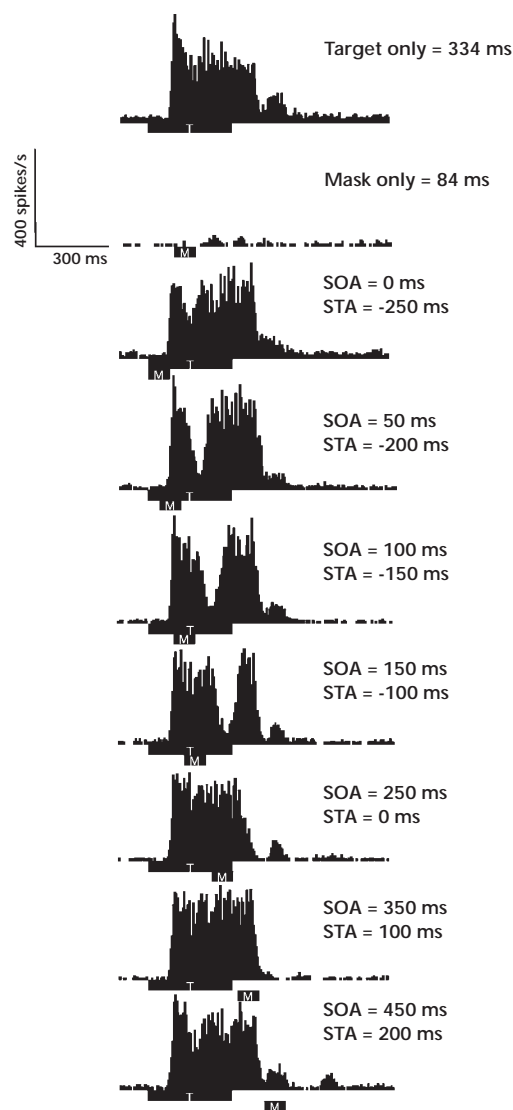 Target only = 334 ms
T
Mask only = 84 ms
400 spikes/s
300 ms
M
SOA = 0 ms
STA = -250 ms
T
M
SOA = 50 ms
STA = -200 ms
T
M
SOA = 100 ms
STA = -150 ms
T
M
SOA = 150 ms
STA = -100 ms
T
M
SOA = 250 ms
STA = 0 ms
T
M
SOA = 350 ms
STA = 100 ms
T
M
SOA = 450 ms
STA = 200 ms
T
M